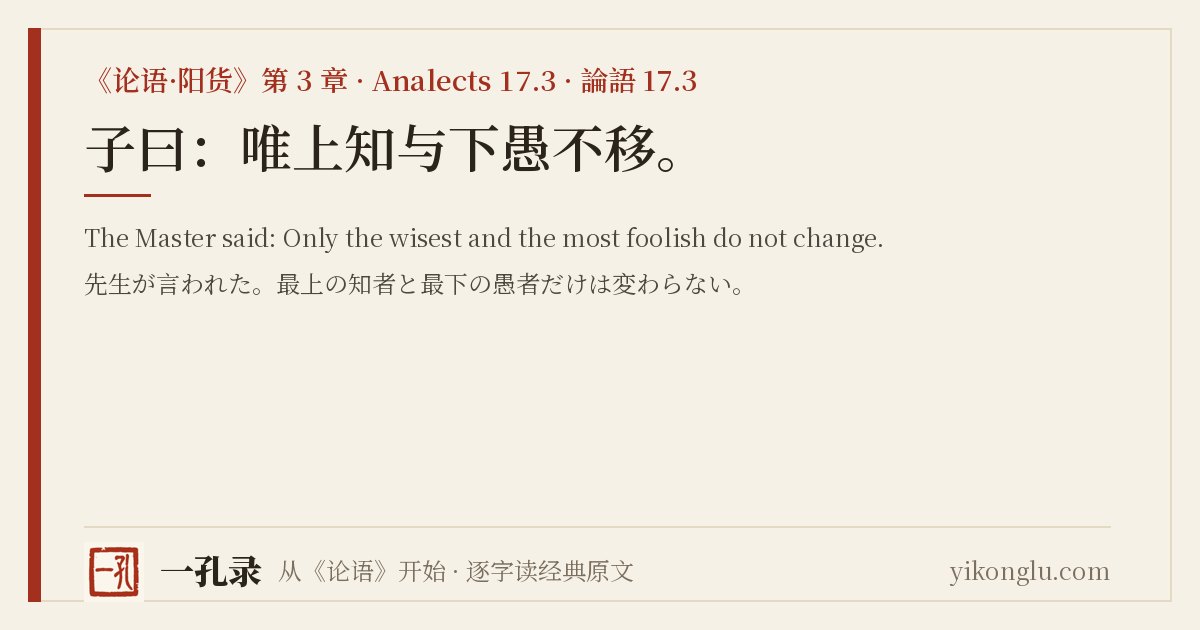 《论语·阳货》第 3 章 · Analects 17.3 · 論語 17.3
子曰：唯上知与下愚不移。
The Master said: Only the wisest and the most foolish do not change.
先生が言われた。最上の知者と最下の愚者だけは変わらない。
一孔
一孔录 从《论语》开始 · 逐字读经典原文 yikonglu.com